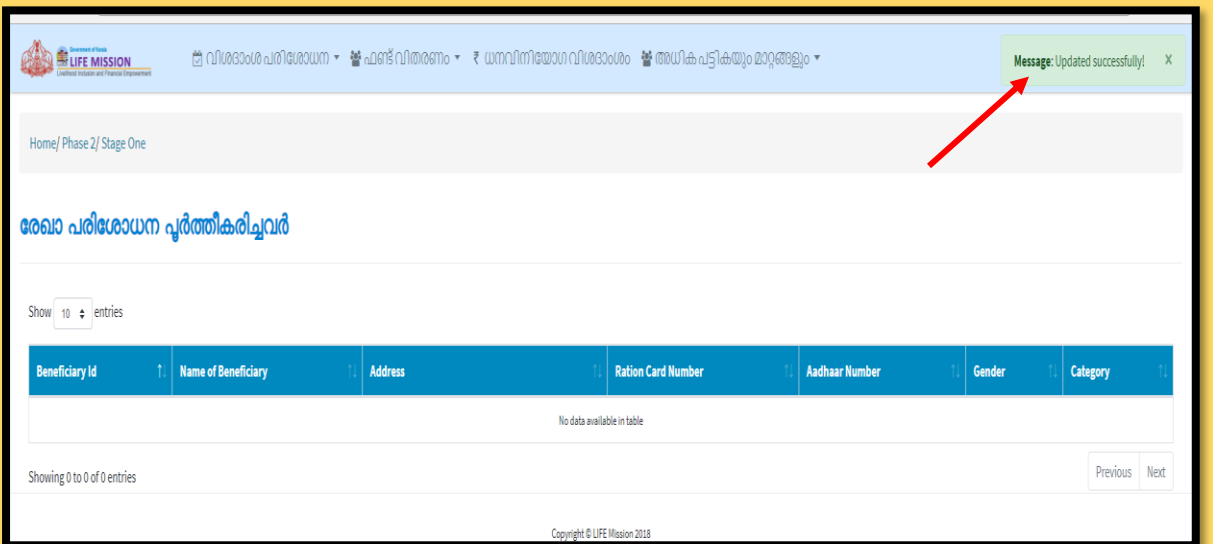 Government of Kerala
LIFE MISSION
Livelihood Inclusion and Financial Empowerment
വിശദാംശ പരിശോധന ഫണ്ട് വിതരണം ₹ ധനവിനിയോഗ വിശദാംശം അധിക പട്ടികയും മാറ്റങ്ങളും
Message: Updated successfully! X
Home/ Phase 2/ Stage One
രേഖാ പരിശോധന പൂർത്തീകരിച്ചവർ
Show 10 entries
Beneficiary Id Name of Beneficiary Address Ration Card Number Aadhaar Number Gender Category
No data available in table
Showing 0 to 0 of 0 entries
Previous Next
Copyright © LIFE Mission 2018